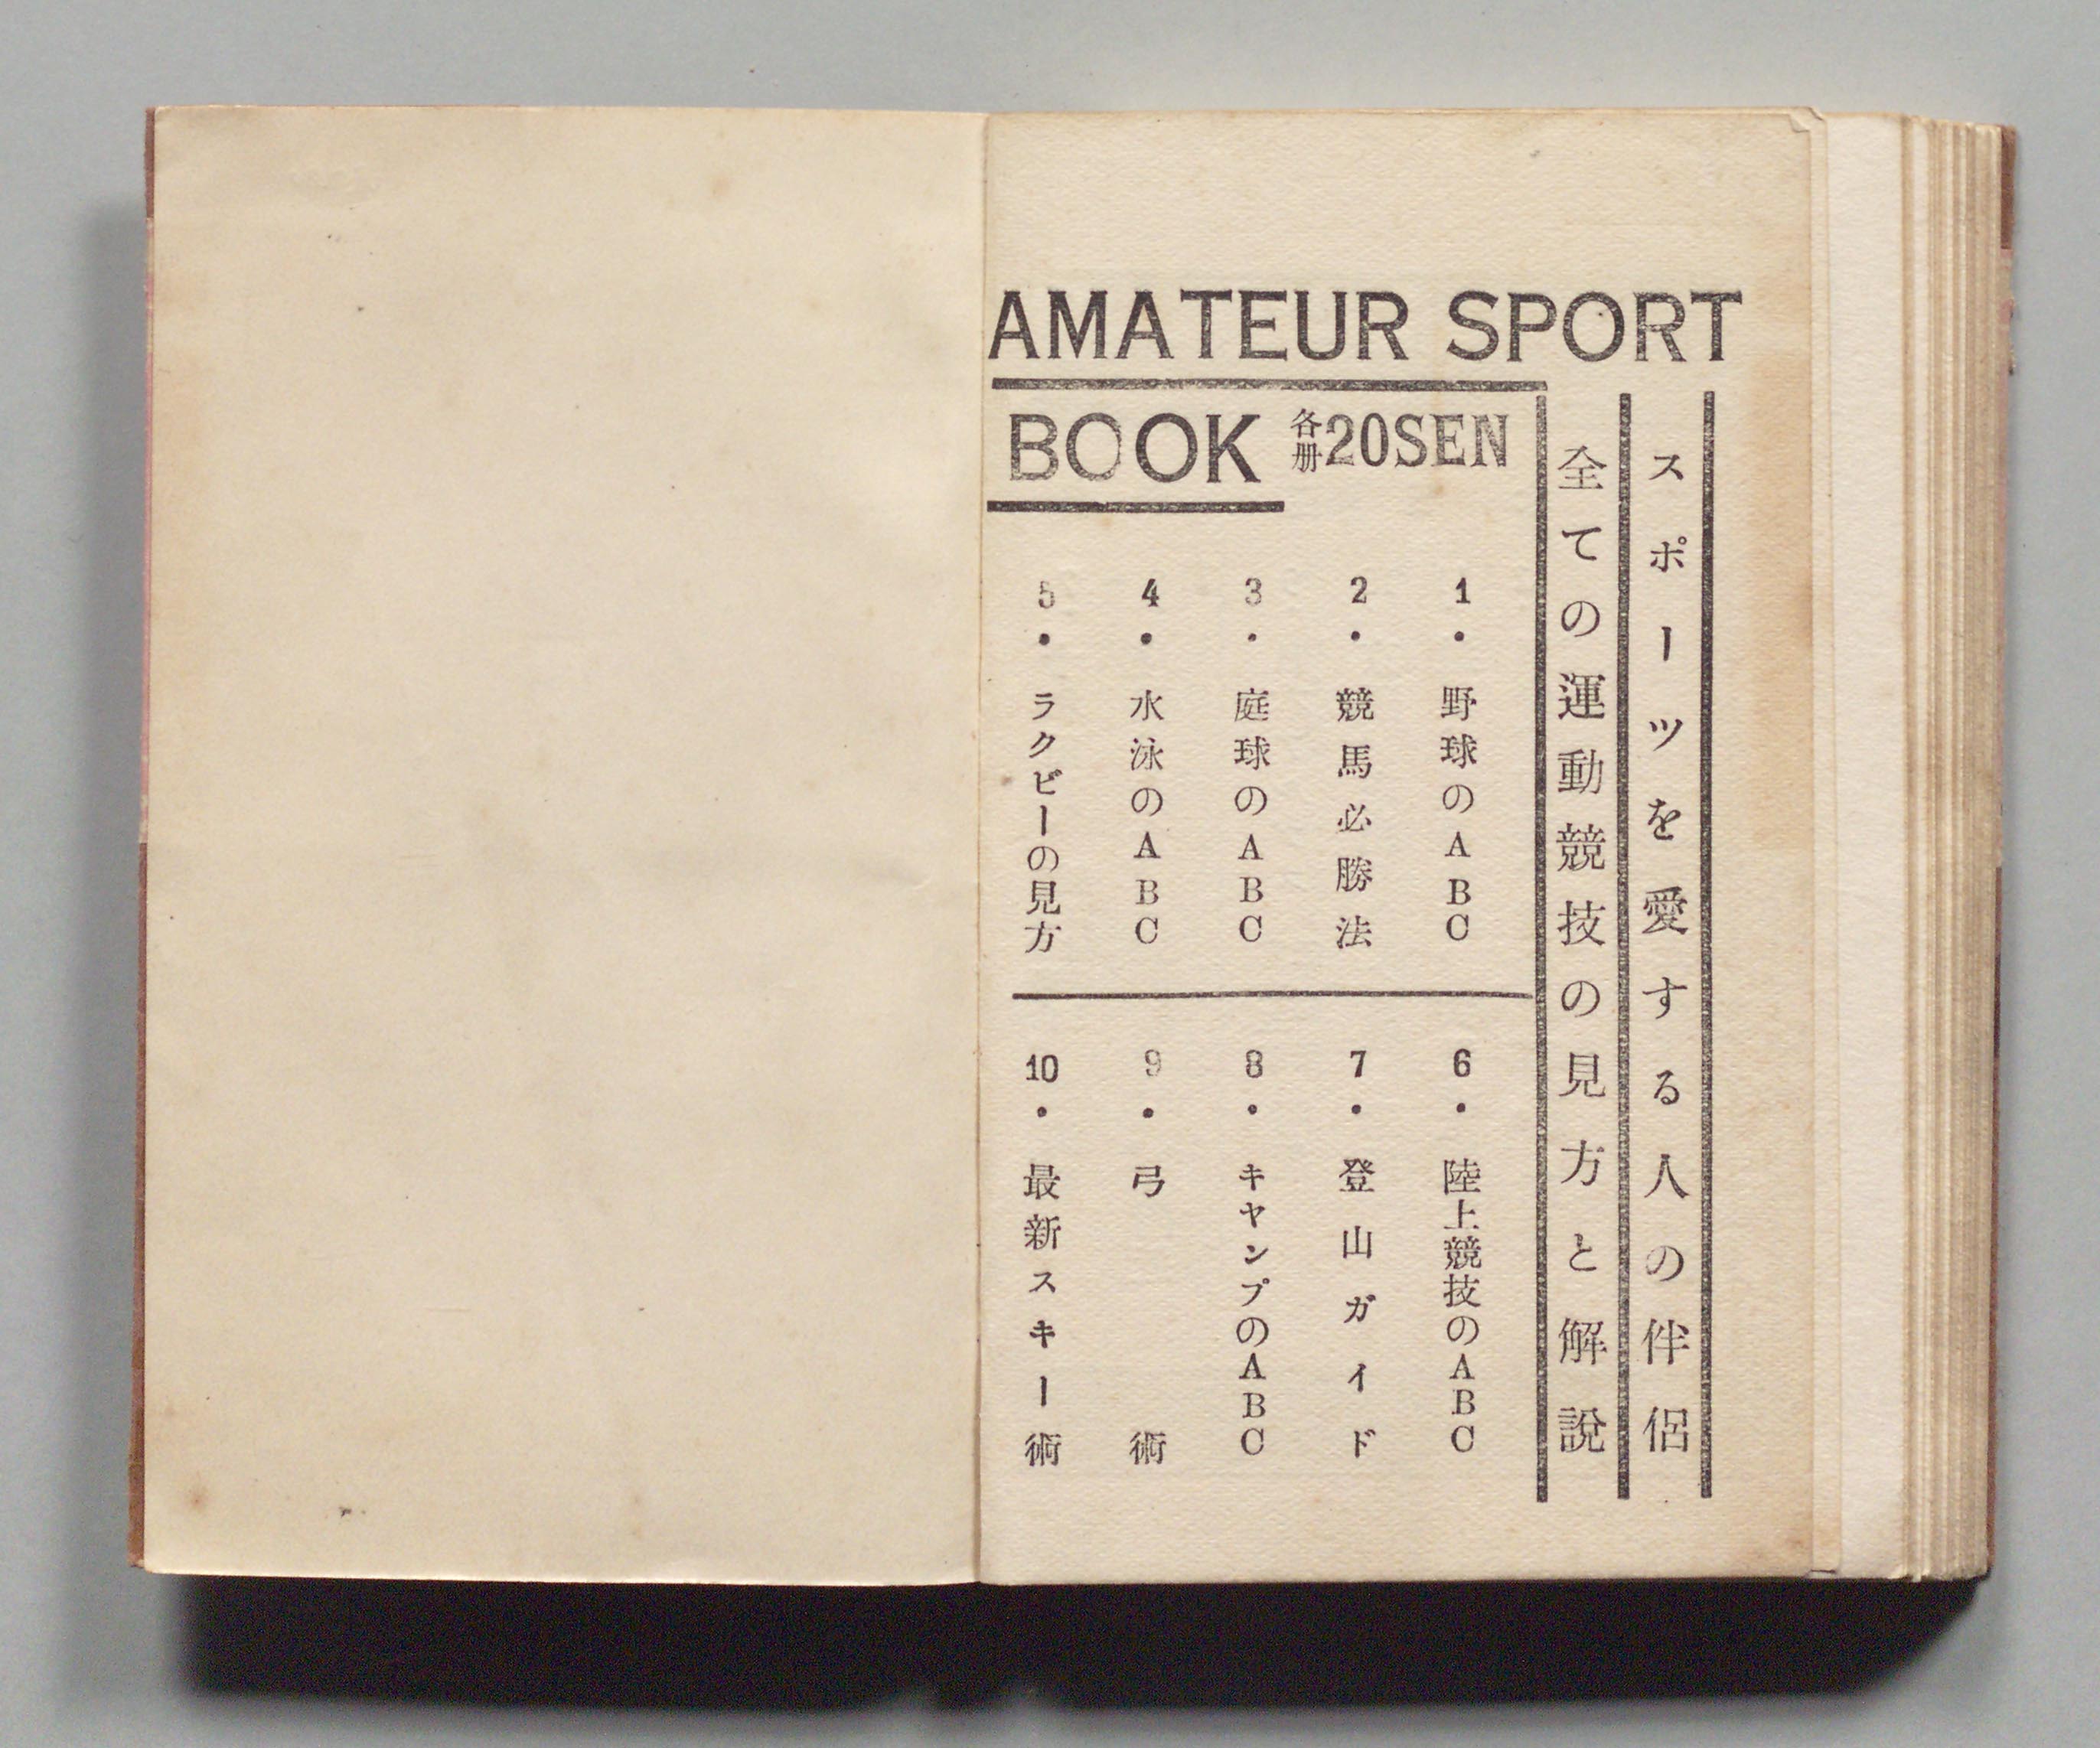 AMATEUR SPORT
BOOK 各册20SEN
スポーツを愛する人の伴侶
全ての運動競技の見方と解說
1・野球のABC
2・競馬必勝法
3・庭球のABC
4・水泳のABC
5・ラクビーの見方
6・陸上競技のABC
7・登山ガイド
8・キヤンプのABC
9・弓術
10・最新スキー術